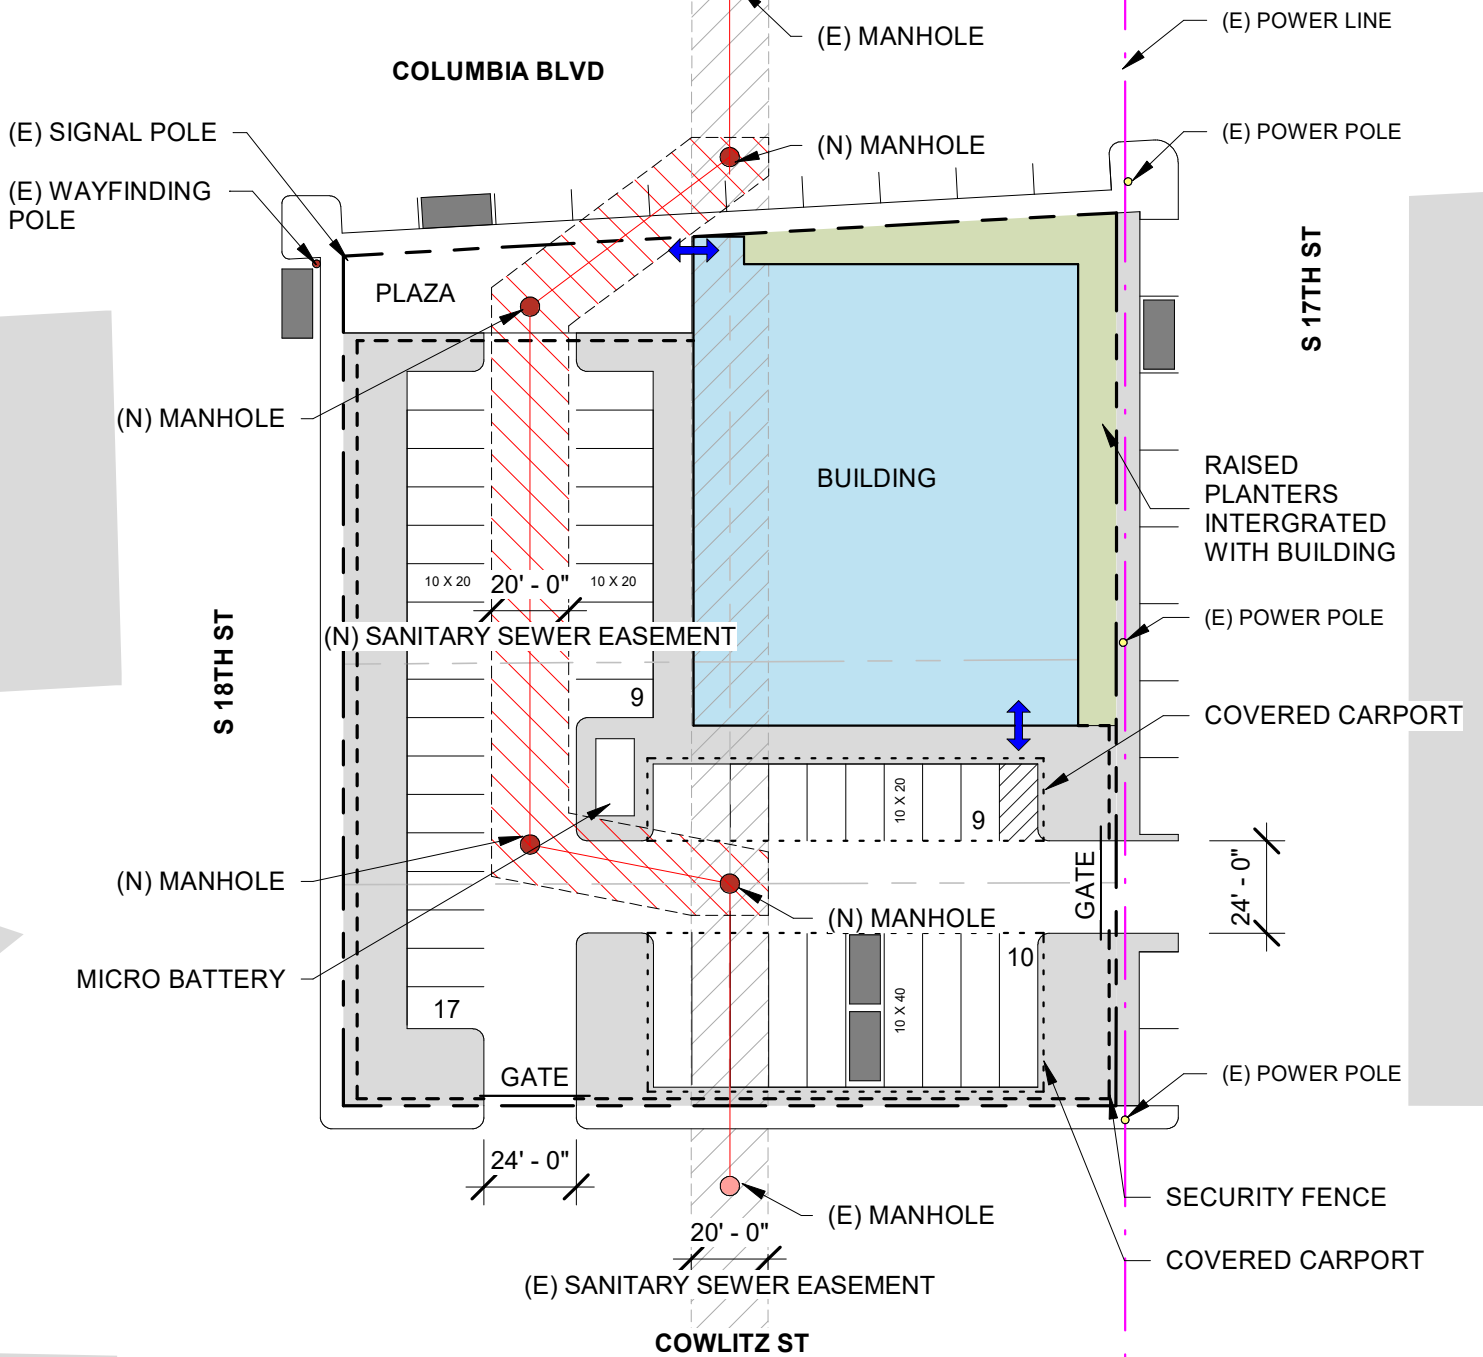 (E) POWER LINE
(E) MANHOLE
COLUMBIA BLVD
(E) SIGNAL POLE
(E) POWER POLE
(N) MANHOLE
(E) WAYFINDING
POLE
PLAZA
S 17TH ST
(N) MANHOLE
BUILDING
RAISED
PLANTERS
INTERGRATED
WITH BUILDING
10 X 20
20' - 0"
10 X 20
(N) SANITARY SEWER EASEMENT
(E) POWER POLE
S 18TH ST
9
COVERED CARPORT
10 X 20
9
(N) MANHOLE
GATE
24' - 0"
(N) MANHOLE
10
MICRO BATTERY
17
10 X 40
GATE
(E) POWER POLE
24' - 0"
SECURITY FENCE
(E) MANHOLE
20' - 0"
COVERED CARPORT
(E) SANITARY SEWER EASEMENT
COWLITZ ST